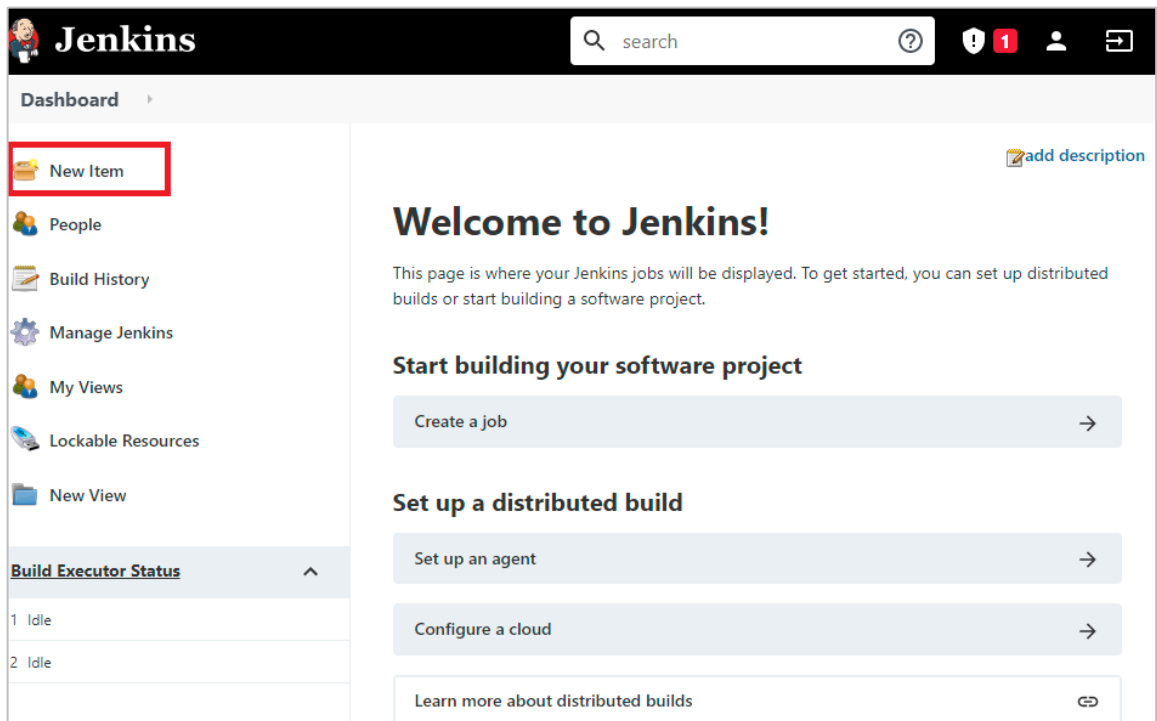 Jenkins
search
1
Dashboard
New Item
People
Build History
Manage Jenkins
My Views
Lockable Resources
New View
Build Executor Status
1 Idle
2 Idle
add description
Welcome to Jenkins!
This page is where your Jenkins jobs will be displayed. To get started, you can set up distributed
builds or start building a software project.
Start building your software project
Create a job
Set up a distributed build
Set up an agent
Configure a cloud
Learn more about distributed builds